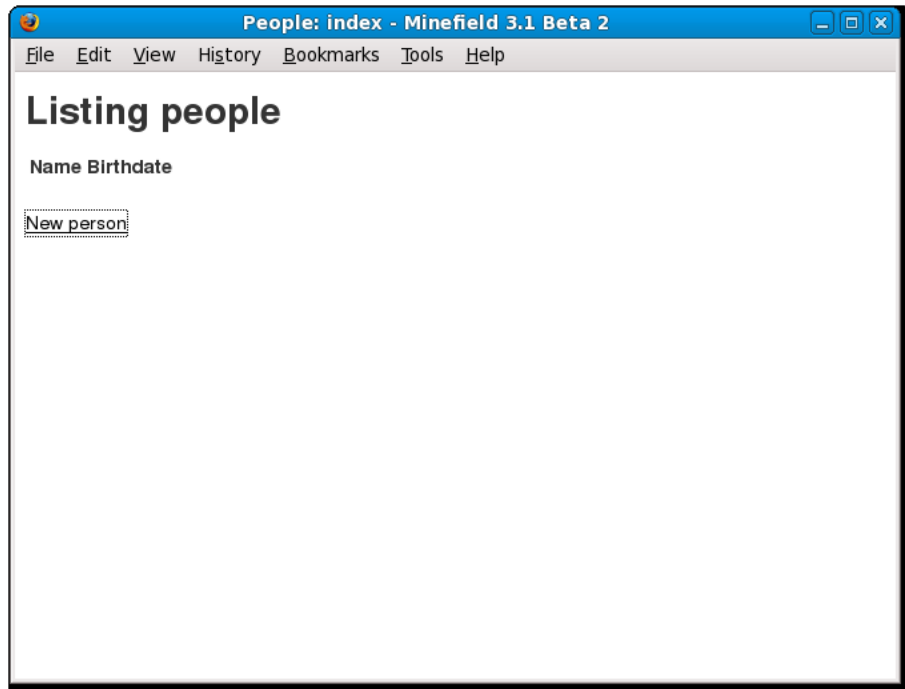 People: index - Minefield 3.1 Beta 2
File Edit View History Bookmarks Tools Help
Listing people
Name Birthdate
New person